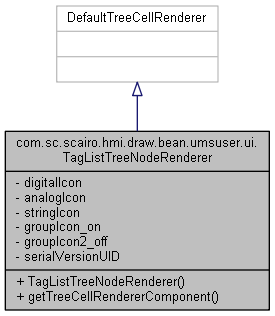 DefaultTreeCellRenderer
com.sc.scairo.hmi.draw.bean.umsuser.ui.
TagListTreeNodeRenderer
- digitalIcon
- analogIcon
- stringIcon
- groupIcon_on
- groupIcon2_off
- serialVersionUID
+ TagListTreeNodeRenderer()
+ getTreeCellRendererComponent()